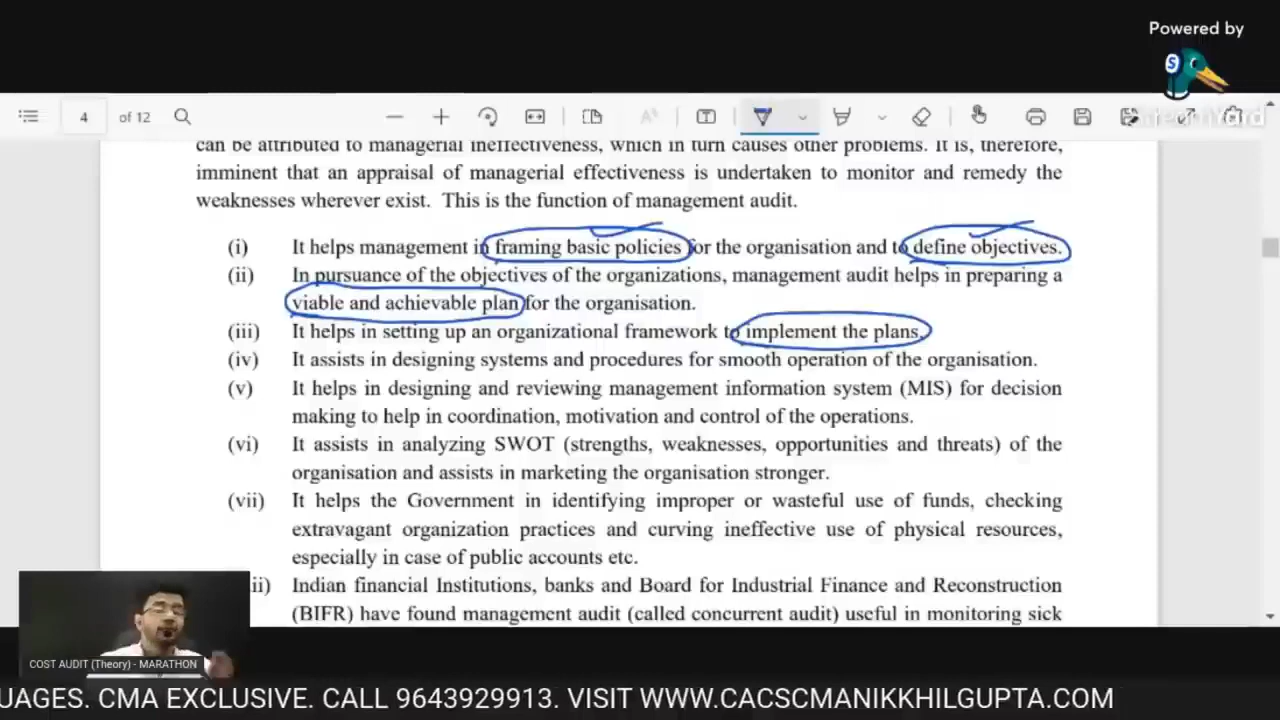 Powered by
S
4 of 12
can be attributed to managerial ineffectiveness, which in turn causes other problems. It is, therefore,
imminent that an appraisal of managerial effectiveness is undertaken to monitor and remedy the
weaknesses wherever exist. This is the function of management audit.
(i) It helps management in framing basic policies for the organisation and to define objectives.
(ii) In pursuance of the objectives of the organizations, management audit helps in preparing a
viable and achievable plan for the organisation.
(iii) It helps in setting up an organizational framework to implement the plans.
(iv) It assists in designing systems and procedures for smooth operation of the organisation.
(v) It helps in designing and reviewing management information system (MIS) for decision
making to help in coordination, motivation and control of the operations.
(vi) It assists in analyzing SWOT (strengths, weaknesses, opportunities and threats) of the
organisation and assists in marketing the organisation stronger.
(vii) It helps the Government in identifying improper or wasteful use of funds, checking
extravagant organization practices and curving ineffective use of physical resources,
especially in case of public accounts etc.
ii) Indian financial Institutions, banks and Board for Industrial Finance and Reconstruction
(BIFR) have found management audit (called concurrent audit) useful in monitoring sick
COST AUDIT (Theory) - MARATHON
UAGES. CMA EXCLUSIVE. CALL 9643929913. VISIT WWW.CACSCMANIKKHILGUPTA.COM